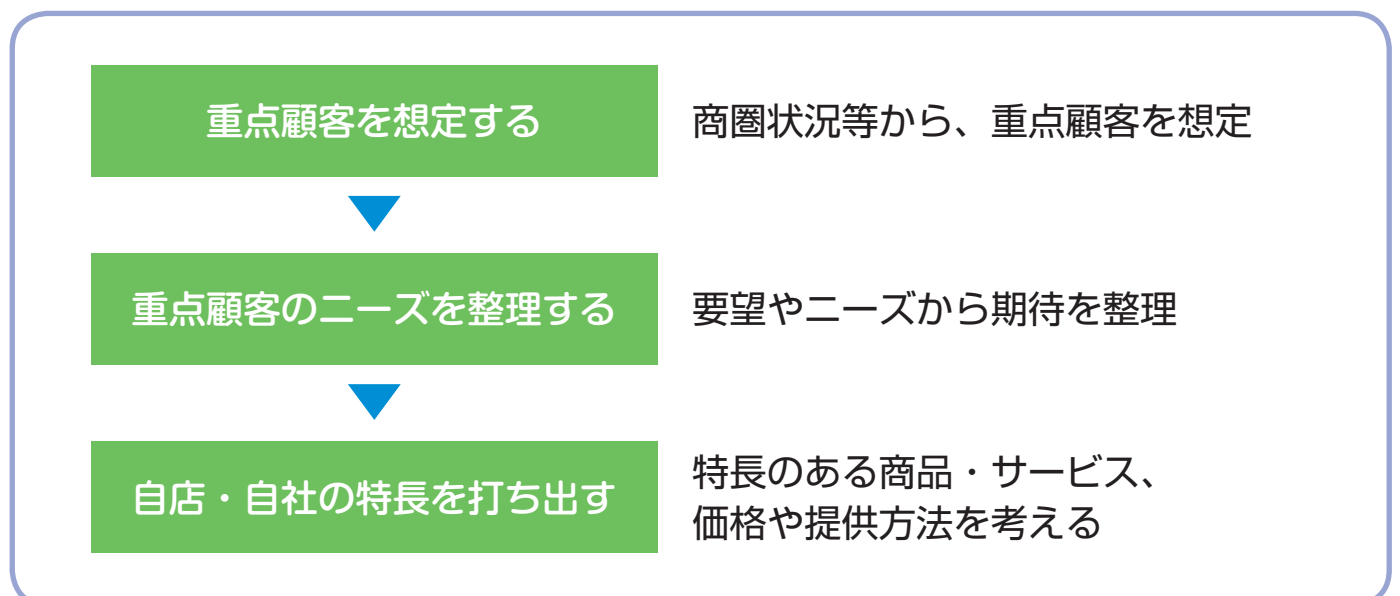 重点顧客を想定する
商圏状況等から、重点顧客を想定
重点顧客のニーズを整理する
要望やニーズから期待を整理
自店・自社の特長を打ち出す
特長のある商品・サービス、
価格や提供方法を考える